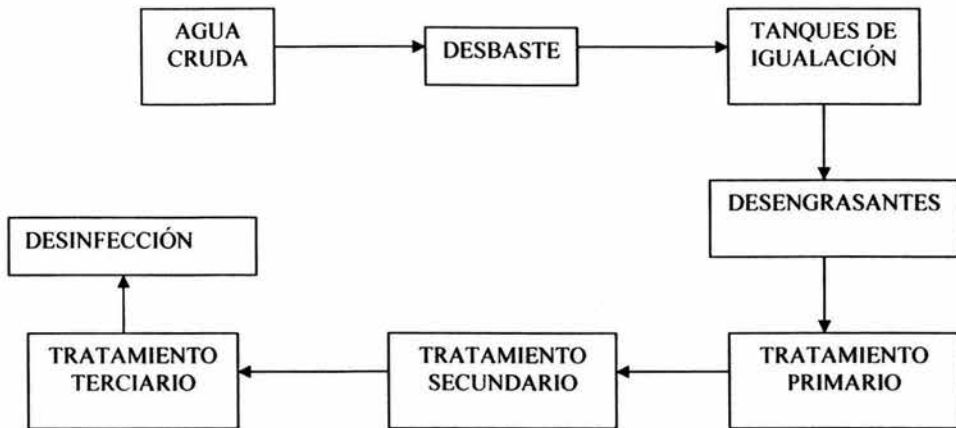 AGUA
CRUDA
DESBASTE
TANQUES DE
IGUALACIÓN
DESENGRASANTES
TRATAMIENTO
PRIMARIO
TRATAMIENTO
SECUNDARIO
TRATAMIENTO
TERCIARIO
DESINFECCIÓN